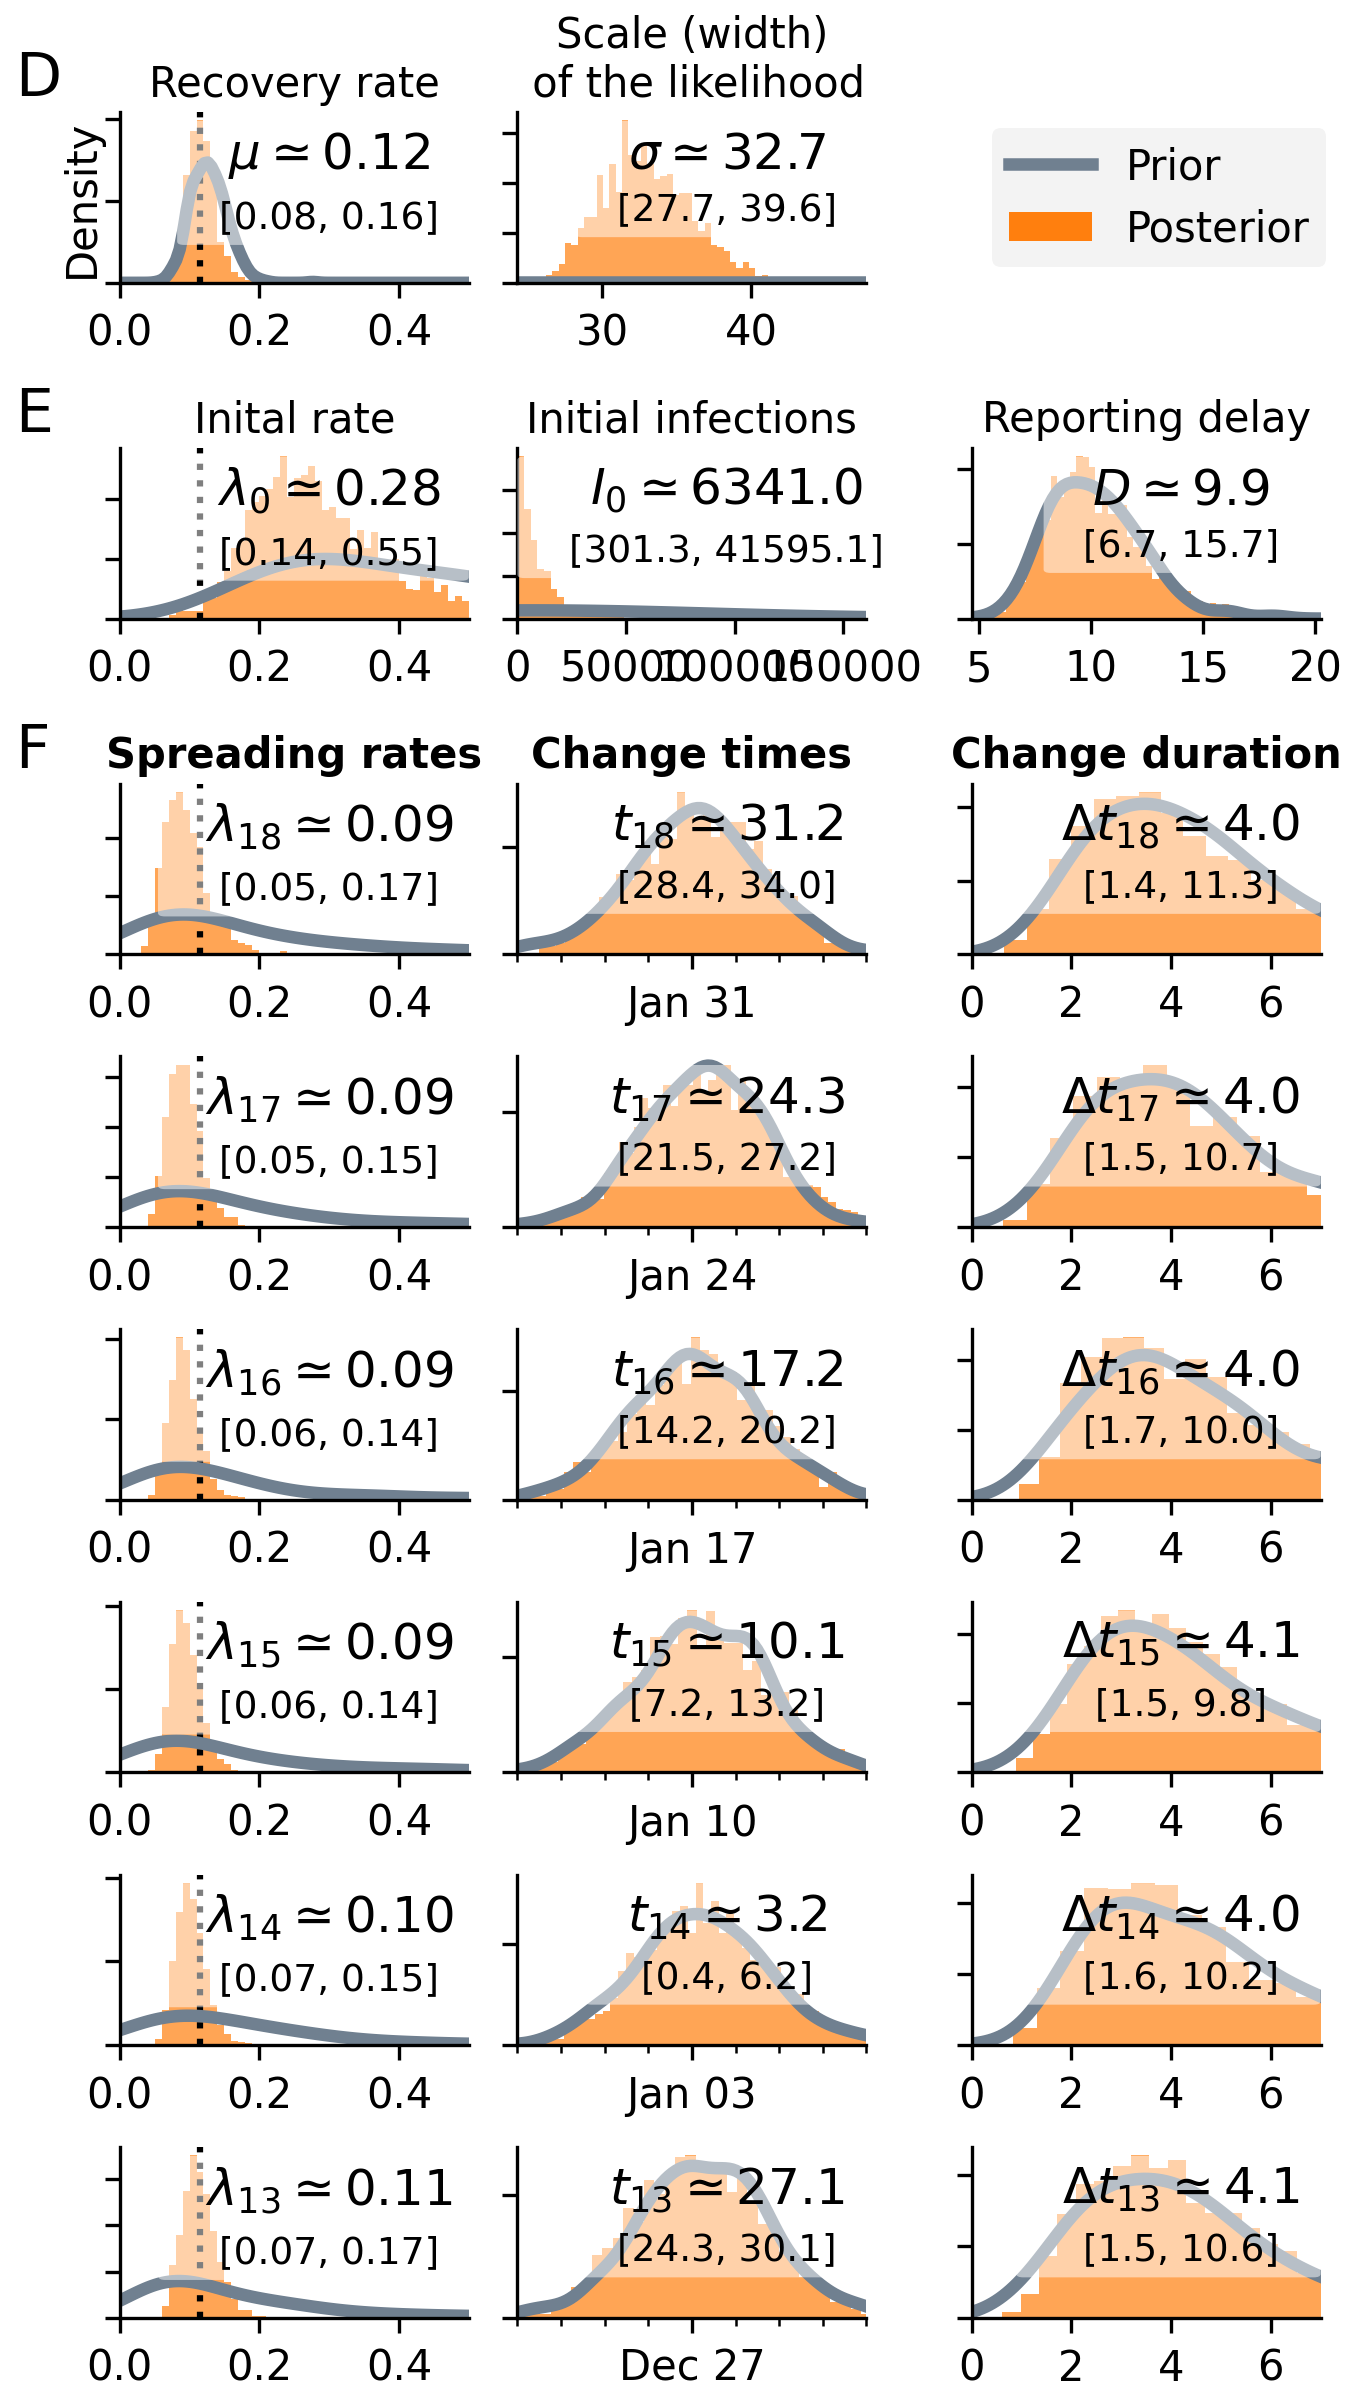 D
Recovery rate
Scale (width)
of the likelihood
Density
μ ≃ 0.12
[0.08, 0.16]
0.0 0.2 0.4
σ ≃ 32.7
[27.7, 39.6]
30 40
Prior
Posterior
E
Inital rate
λ0 ≃ 0.28
[0.14, 0.55]
0.0 0.2 0.4
Initial infections
I0 ≃ 6341.0
[301.3, 41595.1]
0 50000 100000 150000
Reporting delay
D ≃ 9.9
[6.7, 15.7]
5 10 15 20
F
Spreading rates Change times Change duration
λ18 ≃ 0.09
[0.05, 0.17]
0.0 0.2 0.4
t18 ≃ 31.2
[28.4, 34.0]
Jan 31
Δt18 ≃ 4.0
[1.4, 11.3]
0 2 4 6
λ17 ≃ 0.09
[0.05, 0.15]
0.0 0.2 0.4
t17 ≃ 24.3
[21.5, 27.2]
Jan 24
Δt17 ≃ 4.0
[1.5, 10.7]
0 2 4 6
λ16 ≃ 0.09
[0.06, 0.14]
0.0 0.2 0.4
t16 ≃ 17.2
[14.2, 20.2]
Jan 17
Δt16 ≃ 4.0
[1.7, 10.0]
0 2 4 6
λ15 ≃ 0.09
[0.06, 0.14]
0.0 0.2 0.4
t15 ≃ 10.1
[7.2, 13.2]
Jan 10
Δt15 ≃ 4.1
[1.5, 9.8]
0 2 4 6
λ14 ≃ 0.10
[0.07, 0.15]
0.0 0.2 0.4
t14 ≃ 3.2
[0.4, 6.2]
Jan 03
Δt14 ≃ 4.0
[1.6, 10.2]
0 2 4 6
λ13 ≃ 0.11
[0.07, 0.17]
0.0 0.2 0.4
t13 ≃ 27.1
[24.3, 30.1]
Dec 27
Δt13 ≃ 4.1
[1.5, 10.6]
0 2 4 6